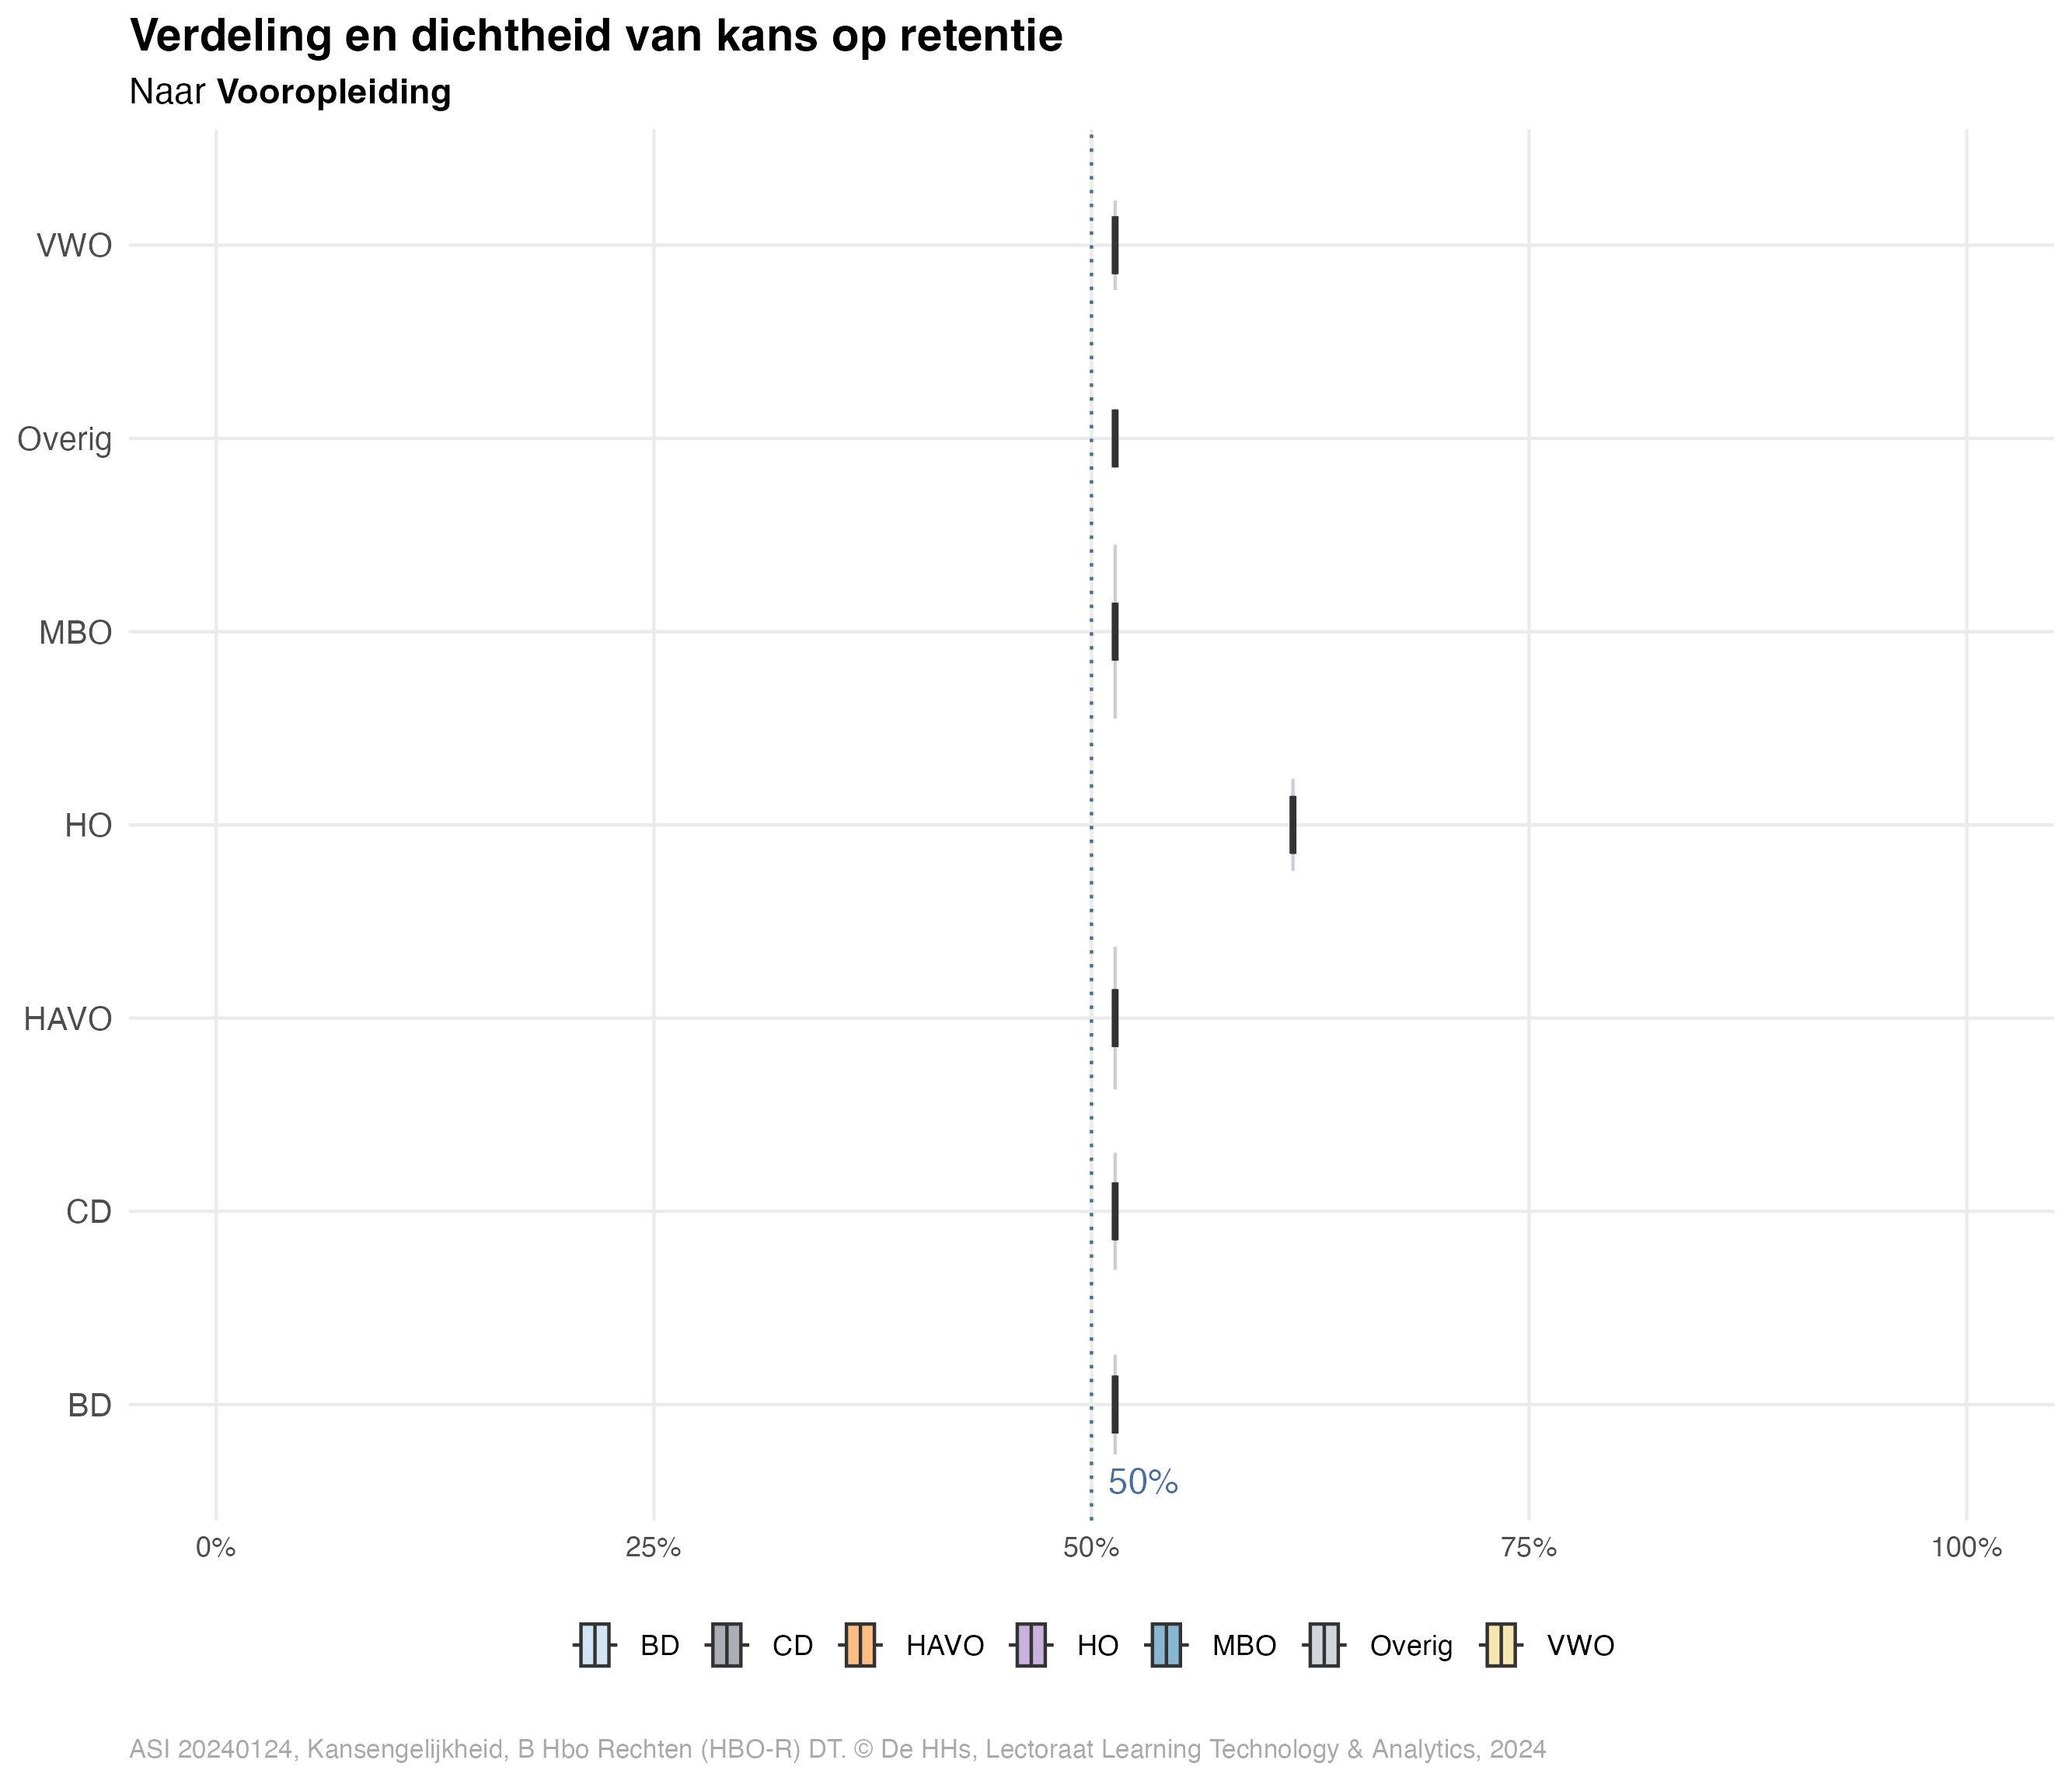 Verdeling en dichtheid van kans op retentie
Naar Vooropleiding
VWO
Overig
MBO
HO
HAVO
CD
BD
50%
0% 25% 50% 75% 100%
BD CD HAVO HO MBO Overig VWO
ASI 20240124, Kansengelijkheid, B Hbo Rechten (HBO-R) DT. © De HHs, Lectoraat Learning Technology & Analytics, 2024